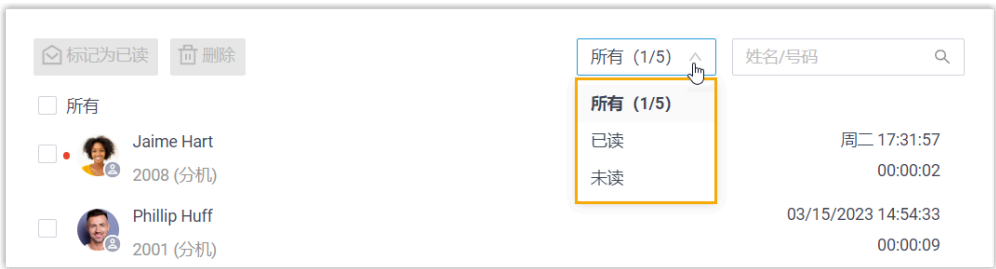 标记为已读 删除 所有（1/5） 姓名/号码
所有（1/5）
已读
未读
所有
Jaime Hart 周二 17:31:57
2008 (分机) 00:00:02
Phillip Huff 03/15/2023 14:54:33
2001 (分机) 00:00:09